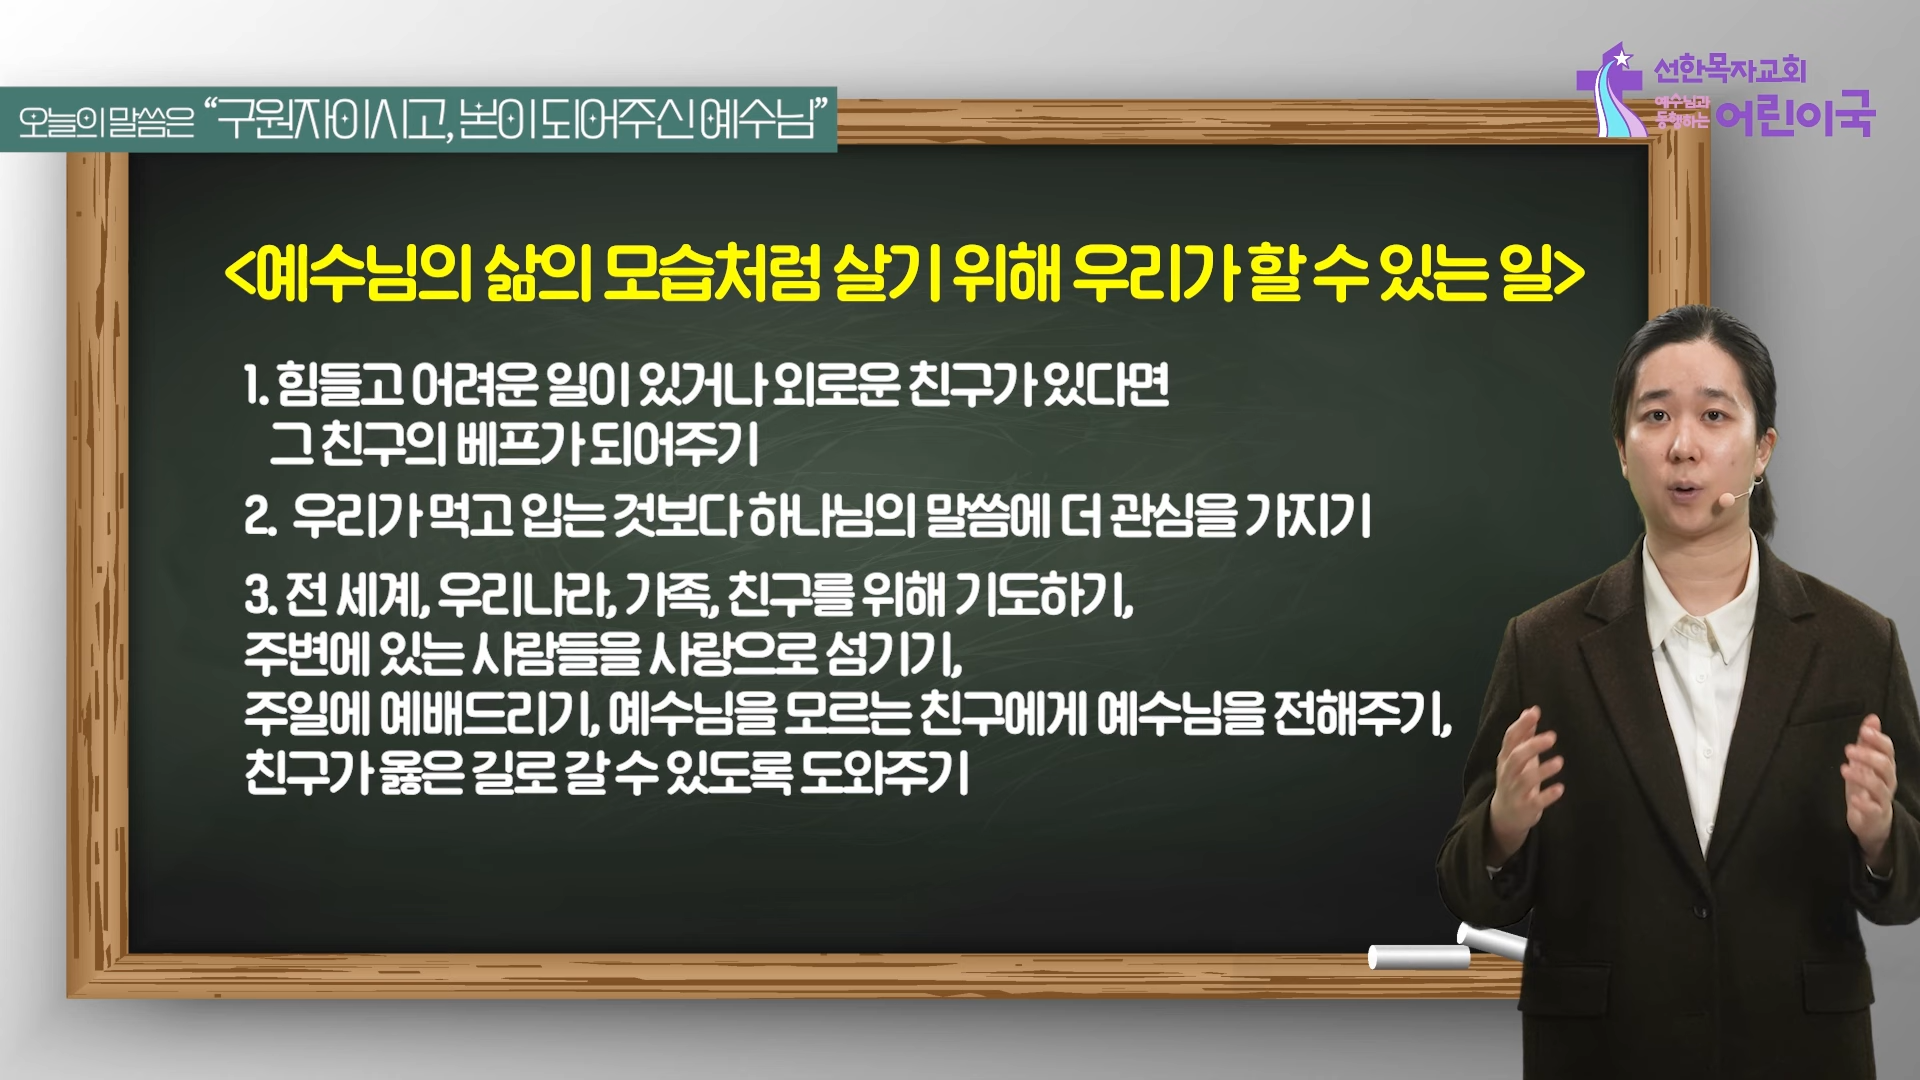 오늘의 말씀은 “구원자이시고, 본이 되어주신 예수님”
선한목자교회
예수님과
동행하는 어린이국
<예수님의 삶의 모습처럼 살기 위해 우리가 할 수 있는 일>
1. 힘들고 어려운 일이 있거나 외로운 친구가 있다면
그 친구의 베프가 되어주기
2. 우리가 먹고 입는 것보다 하나님의 말씀에 더 관심을 가지기
3. 전 세계, 우리나라, 가족, 친구를 위해 기도하기,
주변에 있는 사람들을 사랑으로 섬기기,
주일에 예배드리기, 예수님을 모르는 친구에게 예수님을 전해주기,
친구가 옳은 길로 갈 수 있도록 도와주기